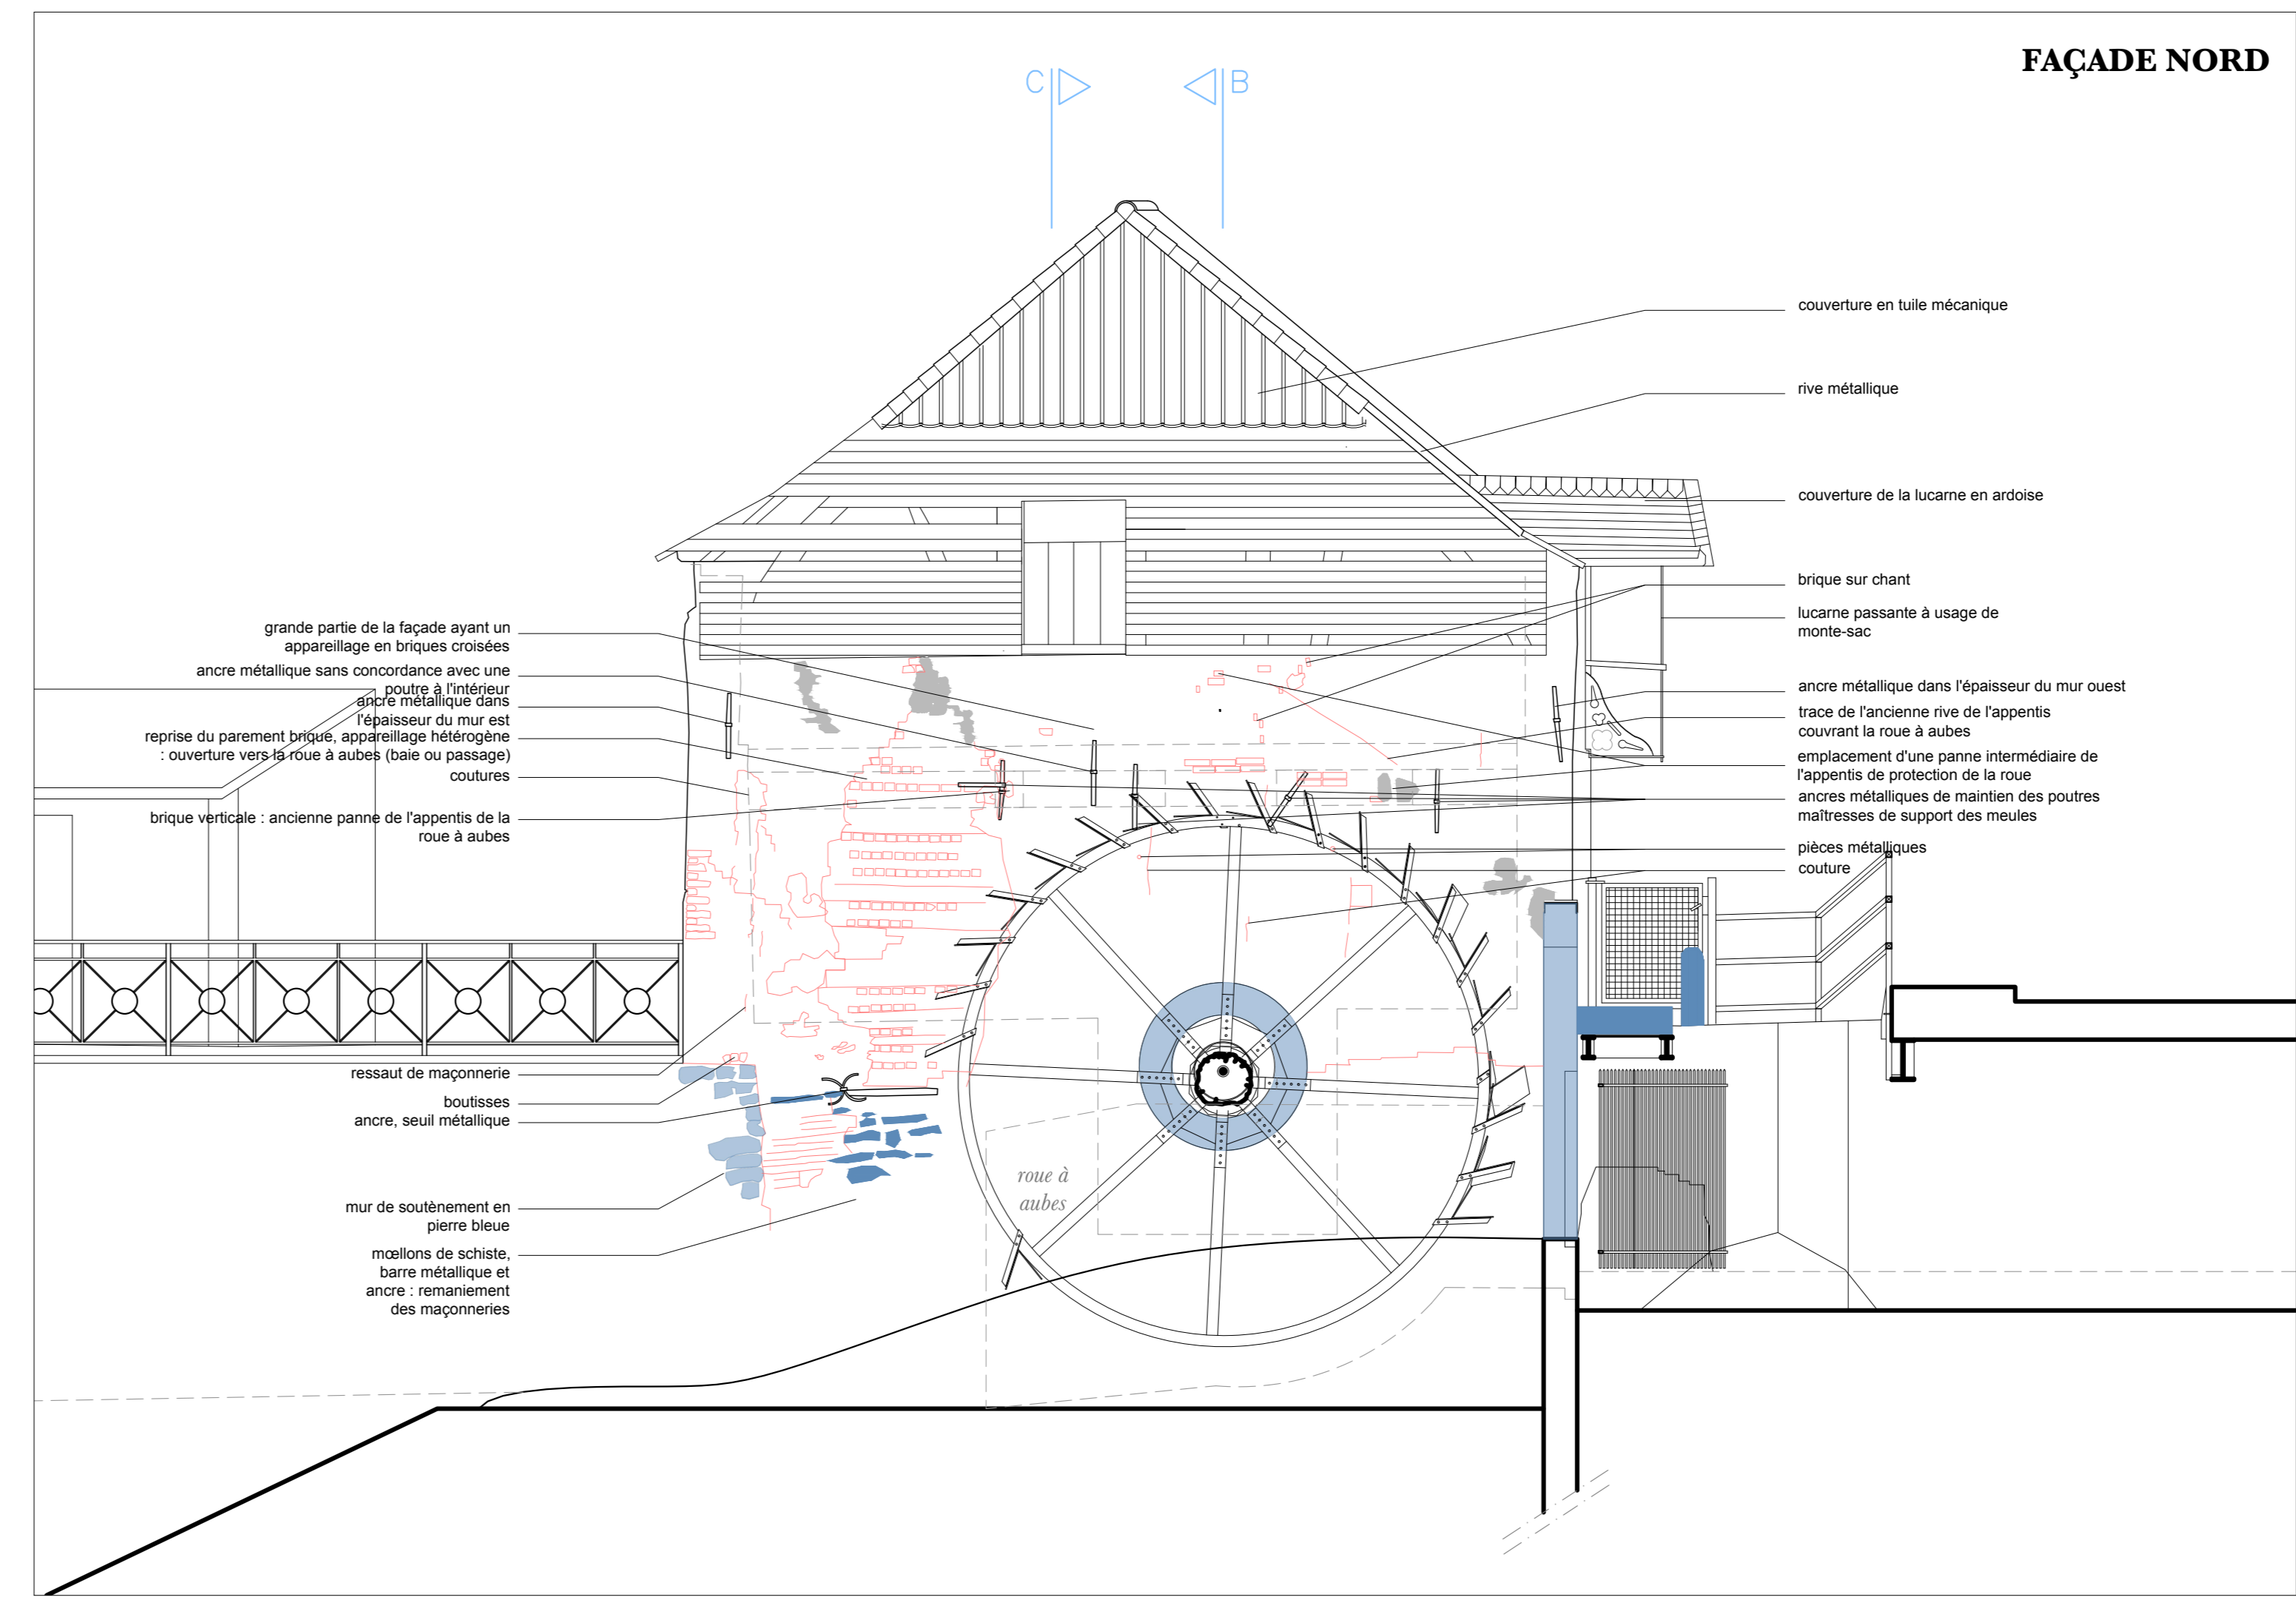 FAÇADE NORD
C
B
grande partie de la façade ayant un
appareillage en briques croisées
ancre métallique sans concordance avec une
poutre à l'intérieur
ancre métallique dans
l'épaisseur du mur est
reprise du parement brique, appareillage hétérogène
: ouverture vers la roue à aubes (baie ou passage)
coutures
brique verticale : ancienne panne de l'appentis de la
roue à aubes
ressaut de maçonnerie
boutisses
ancre, seuil métallique
mur de soutènement en
pierre bleue
mœllons de schiste,
barre métallique et
ancre : remaniement
des maçonneries
roue à
aubes
couverture en tuile mécanique
rive métallique
couverture de la lucarne en ardoise
brique sur chant
lucarne passante à usage de
monte-sac
ancre métallique dans l'épaisseur du mur ouest
trace de l'ancienne rive de l'appentis
couvrant la roue à aubes
emplacement d'une panne intermédiaire de
l'appentis de protection de la roue
ancres métalliques de maintien des poutres
maîtresses de support des meules
pièces métalliques
couture